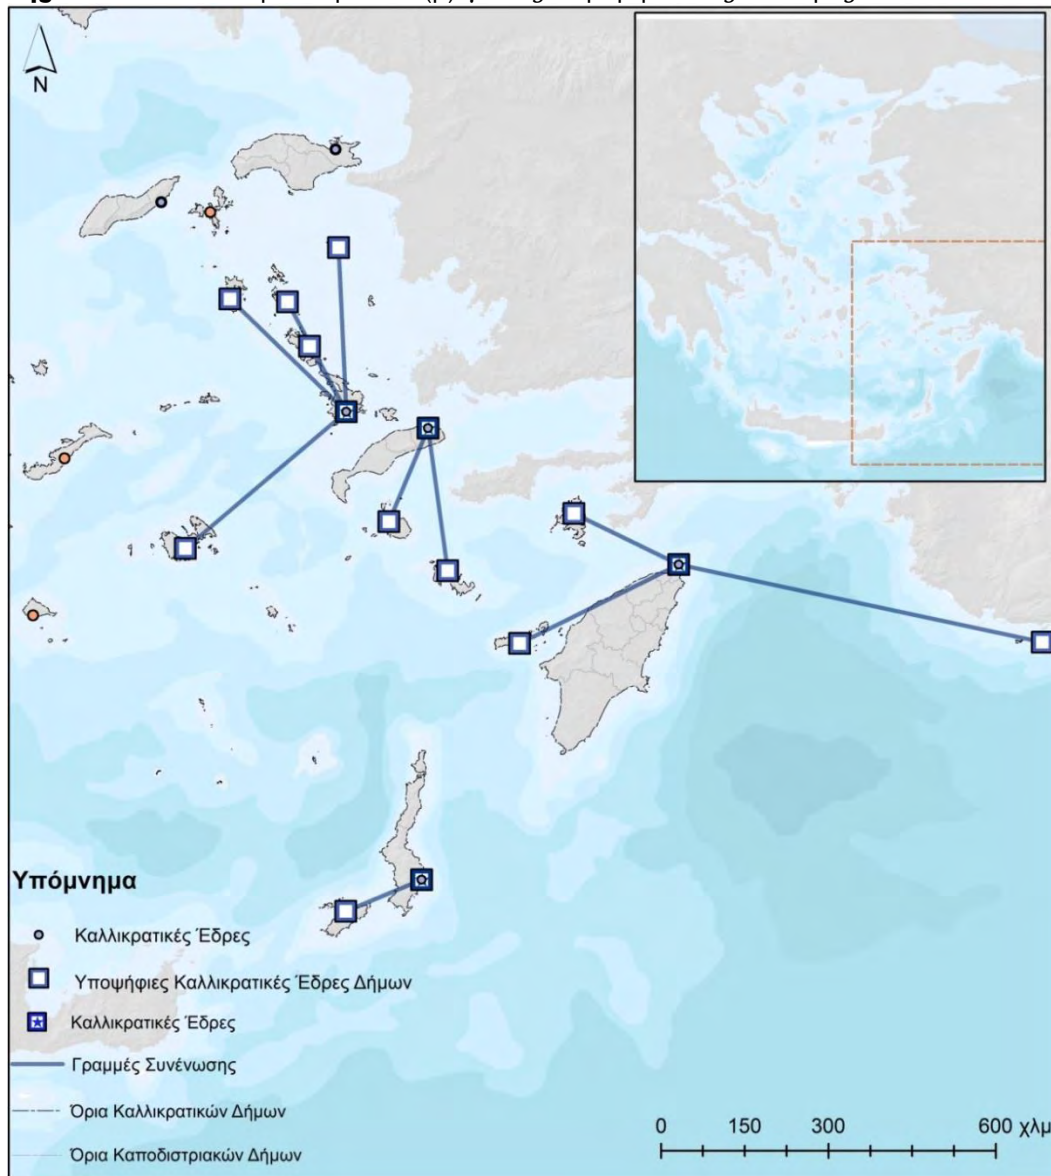 N
Υπόμνημα
Καλλικρατικές Έδρες
Υποψήφιες Καλλικρατικές Έδρες Δήμων
Καλλικρατικές Έδρες
Γραμμές Συνένωσης
Όρια Καλλικρατικών Δήμων
Όρια Καποδιστριακών Δήμων
0 150 300 600 χλμ